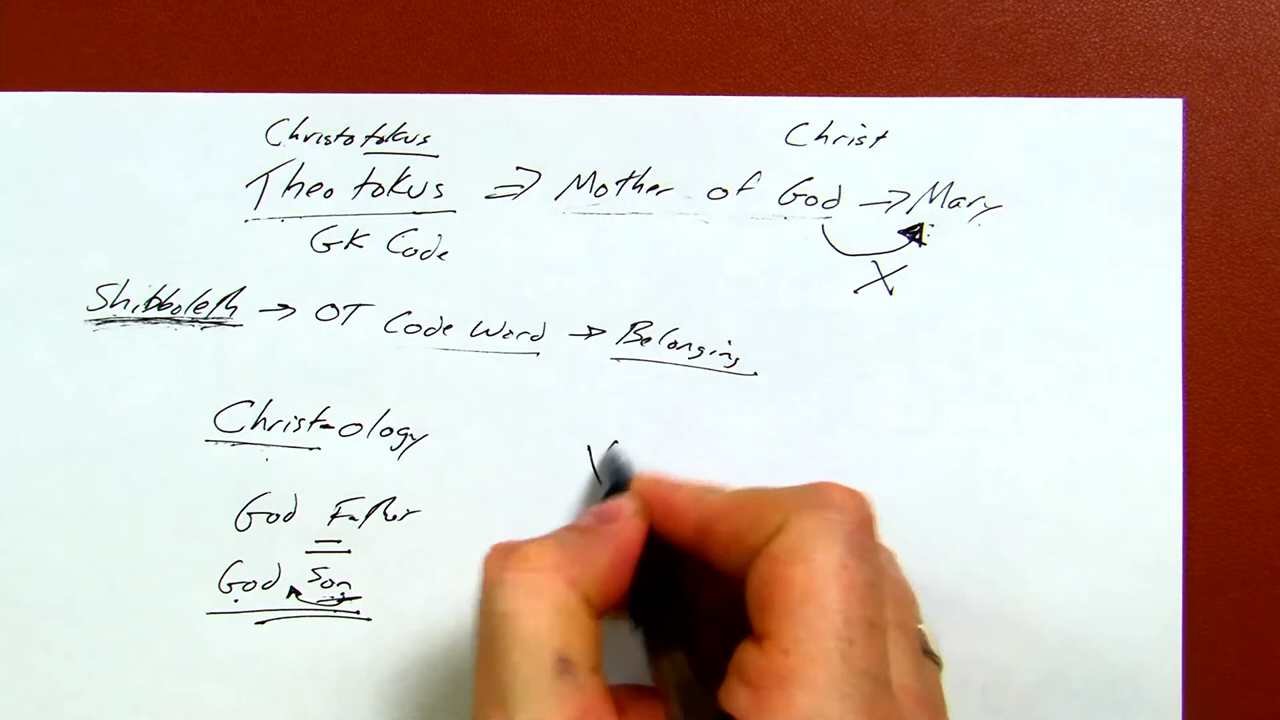 Christotokus Christ
Theotokus => Mother of God -> Mary
GK Code X
Shibboleth -> OT Code Word -> Belonging
Christ-ology
God Father
=
God Son